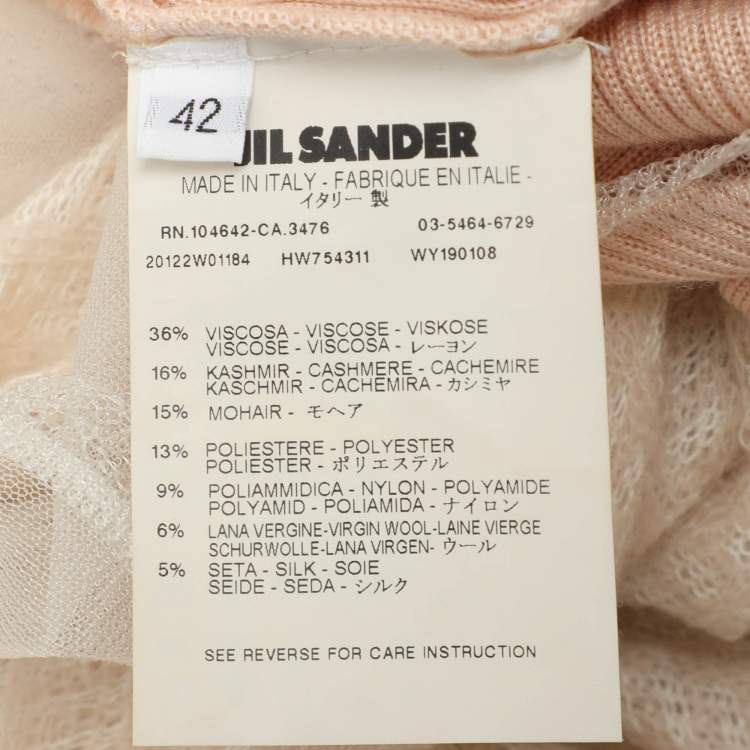 42
JIL SANDER
MADE IN ITALY - FABRIQUE EN ITALIE -
イタリー 製
RN.104642-CA.3476 03-5464-6729
20122W01184 HW754311 WY190108
36% VISCOSA - VISCOSE - VISKOSE
VISCOSE - VISCOSA - レーヨン
16% KASHMIR - CASHMERE - CACHEMIRE
KASCHMIR - CACHEMIRA - カシミヤ
15% MOHAIR - モヘア
13% POLIESTERE - POLYESTER
POLIESTER - ポリエステル
9% POLIAMMIDICA - NYLON - POLYAMIDE
POLYAMID - POLIAMIDA - ナイロン
6% LANA VERGINE-VIRGIN WOOL-LAINE VIERGE
SCHURWOLLE-LANA VIRGEN- ウール
5% SETA - SILK - SOIE
SEIDE - SEDA - シルク
SEE REVERSE FOR CARE INSTRUCTION